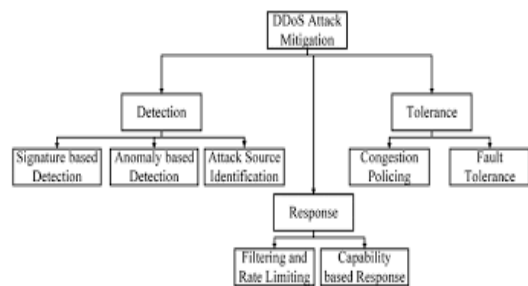 DDoS Attack
Mitigation
Detection
Tolerance
Signature based
Detection
Anomaly based
Detection
Attack Source
Identification
Congestion
Policing
Fault
Tolerance
Response
Filtering and
Rate Limiting
Capability
based Response